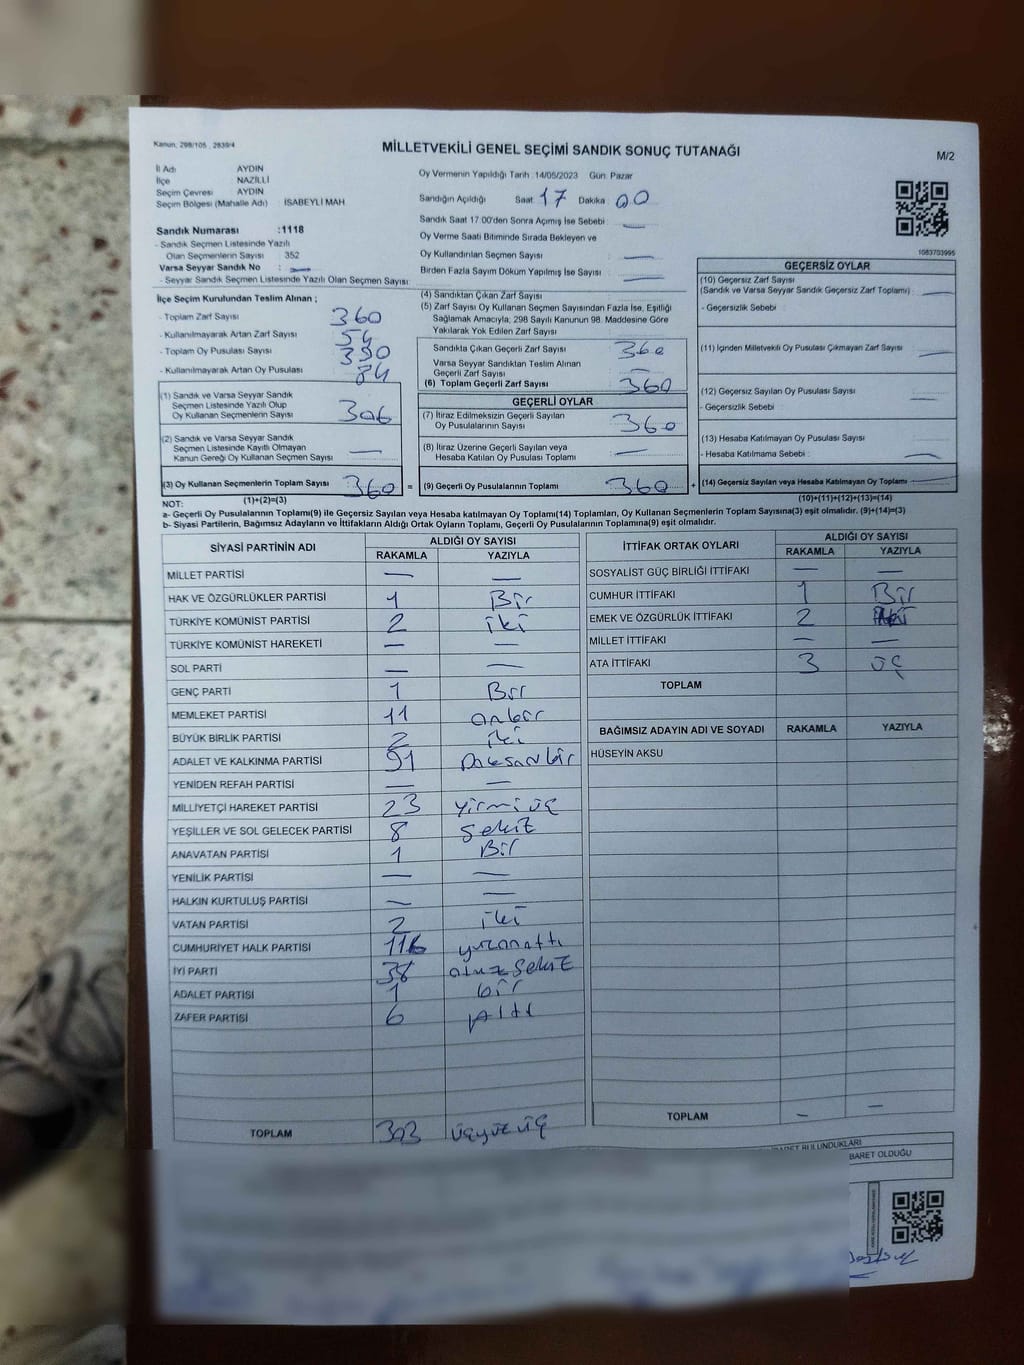 Kanun, 298/105 , 2839/4
MİLLETVEKİLİ GENEL SEÇİMİ SANDIK SONUÇ TUTANAĞI
M/2
İl Adı AYDIN
İlçe NAZİLLİ
Seçim Çevresi AYDIN
Seçim Bölgesi (Mahalle Adı) İSABEYLİ MAH
Oy Vermenin Yapıldığı Tarih : 14/05/2023 Gün: Pazar
Sandığın Açıldığı Saat 17 Dakika 00
Sandık Saat 17 00'den Sonra Açımış İse Sebebi : —
Sandık Numarası :1118
- Sandık Seçmen Listesinde Yazılı
Olan Seçmenlerin Sayısı 352
Varsa Seyyar Sandık No : —
- Seyyar Sandık Seçmen Listesinde Yazılı Olan Seçmen Sayısı:
Oy Verme Saati Bitiminde Sırada Bekleyen ve
Oy Kullandırılan Seçmen Sayısı —
Birden Fazla Sayım Döküm Yapılmış İse Sayısı —
1083703995
İlçe Seçim Kurulundan Teslim Alınan ;
- Toplam Zarf Sayısı 360
- Kullanılmayarak Artan Zarf Sayısı 54
- Toplam Oy Pusulası Sayısı 390
- Kullanılmayarak Artan Oy Pusulası 84
(1) Sandık ve Varsa Seyyar Sandık
Seçmen Listesinde Yazılı Olup
Oy Kullanan Seçmenlerin Sayısı 306
(2) Sandık ve Varsa Seyyar Sandık
Seçmen Listesinde Kayıtlı Olmayan
Kanun Gereği Oy Kullanan Seçmen Sayısı —
(3) Oy Kullanan Seçmenlerin Toplam Sayısı 360 =
(1)+(2)=(3)
(4) Sandıktan Çıkan Zarf Sayısı
(5) Zarf Sayısı Oy Kullanan Seçmen Sayısından Fazla İse, Eşitliği
Sağlamak Amacıyla, 298 Sayılı Kanunun 98. Maddesine Göre
Yakılarak Yok Edilen Zarf Sayısı
Sandıkta Çıkan Geçerli Zarf Sayısı 360
Varsa Seyyar Sandıktan Teslim Alınan
Geçerli Zarf Sayısı —
(6) Toplam Geçerli Zarf Sayısı 360
GEÇERLİ OYLAR
(7) İtiraz Edilmeksizin Geçerli Sayılan
Oy Pusulalarının Sayısı 360
(8) İtiraz Üzerine Geçerli Sayılan veya
Hesaba Katılan Oy Pusulası Toplamı —
(9) Geçerli Oy Pusulalarının Toplamı 360 +
GEÇERSİZ OYLAR
(10) Geçersiz Zarf Sayısı
(Sandık ve Varsa Seyyar Sandık Geçersiz Zarf Toplamı) : —
- Geçersizlik Sebebi
(11) İçinden Milletvekili Oy Pusulası Çıkmayan Zarf Sayısı —
(12) Geçersiz Sayılan Oy Pusulası Sayısı —
- Geçersizlik Sebebi
(13) Hesaba Katılmayan Oy Pusulası Sayısı
- Hesaba Katılmama Sebebi : —
(14) Geçersiz Sayılan veya Hesaba Katılmayan Oy Toplamı —
(10)+(11)+(12)+(13)=(14)
NOT:
a- Geçerli Oy Pusulalarının Toplamı(9) ile Geçersiz Sayılan veya Hesaba Katılmayan Oy Toplamı(14) Toplamları, Oy Kullanan Seçmenlerin Toplam Sayısına(3) eşit olmalıdır. (9)+(14)=(3)
b- Siyasi Partilerin, Bağımsız Adayların ve İttifakların Aldığı Ortak Oyların Toplamı, Geçerli Oy Pusulalarının Toplamına(9) eşit olmalıdır.
SİYASİ PARTİNİN ADI ALDIĞI OY SAYISI
RAKAMLA YAZIYLA
MİLLET PARTİSİ — —
HAK VE ÖZGÜRLÜKLER PARTİSİ 1 Bir
TÜRKİYE KOMÜNİST PARTİSİ 2 iki
TÜRKİYE KOMÜNİST HAREKETİ — —
SOL PARTİ — —
GENÇ PARTİ 1 Bir
MEMLEKET PARTİSİ 11 onbir
BÜYÜK BİRLİK PARTİSİ 2 iki
ADALET VE KALKINMA PARTİSİ 91 Doksanbir
YENİDEN REFAH PARTİSİ — —
MİLLİYETÇİ HAREKET PARTİSİ 23 yirmiüç
YEŞİLLER VE SOL GELECEK PARTİSİ 8 Sekiz
ANAVATAN PARTİSİ 1 Bir
YENİLİK PARTİSİ — —
HALKIN KURTULUŞ PARTİSİ — —
VATAN PARTİSİ 2 iki
CUMHURİYET HALK PARTİSİ 116 yüzonaltı
İYİ PARTİ 38 otuzsekiz
ADALET PARTİSİ 1 bir
ZAFER PARTİSİ 6 Altı
TOPLAM 303 üçyüzüç
İTTİFAK ORTAK OYLARI ALDIĞI OY SAYISI
RAKAMLA YAZIYLA
SOSYALİST GÜÇ BİRLİĞİ İTTİFAKI — —
CUMHUR İTTİFAKI 1 Bir
EMEK VE ÖZGÜRLÜK İTTİFAKI 2 iki
MİLLET İTTİFAKI — —
ATA İTTİFAKI 3 üç
TOPLAM
BAĞIMSIZ ADAYIN ADI VE SOYADI RAKAMLA YAZIYLA
HÜSEYİN AKSU
TOPLAM — —
BULUNDUKLARI
BARET OLDUĞU